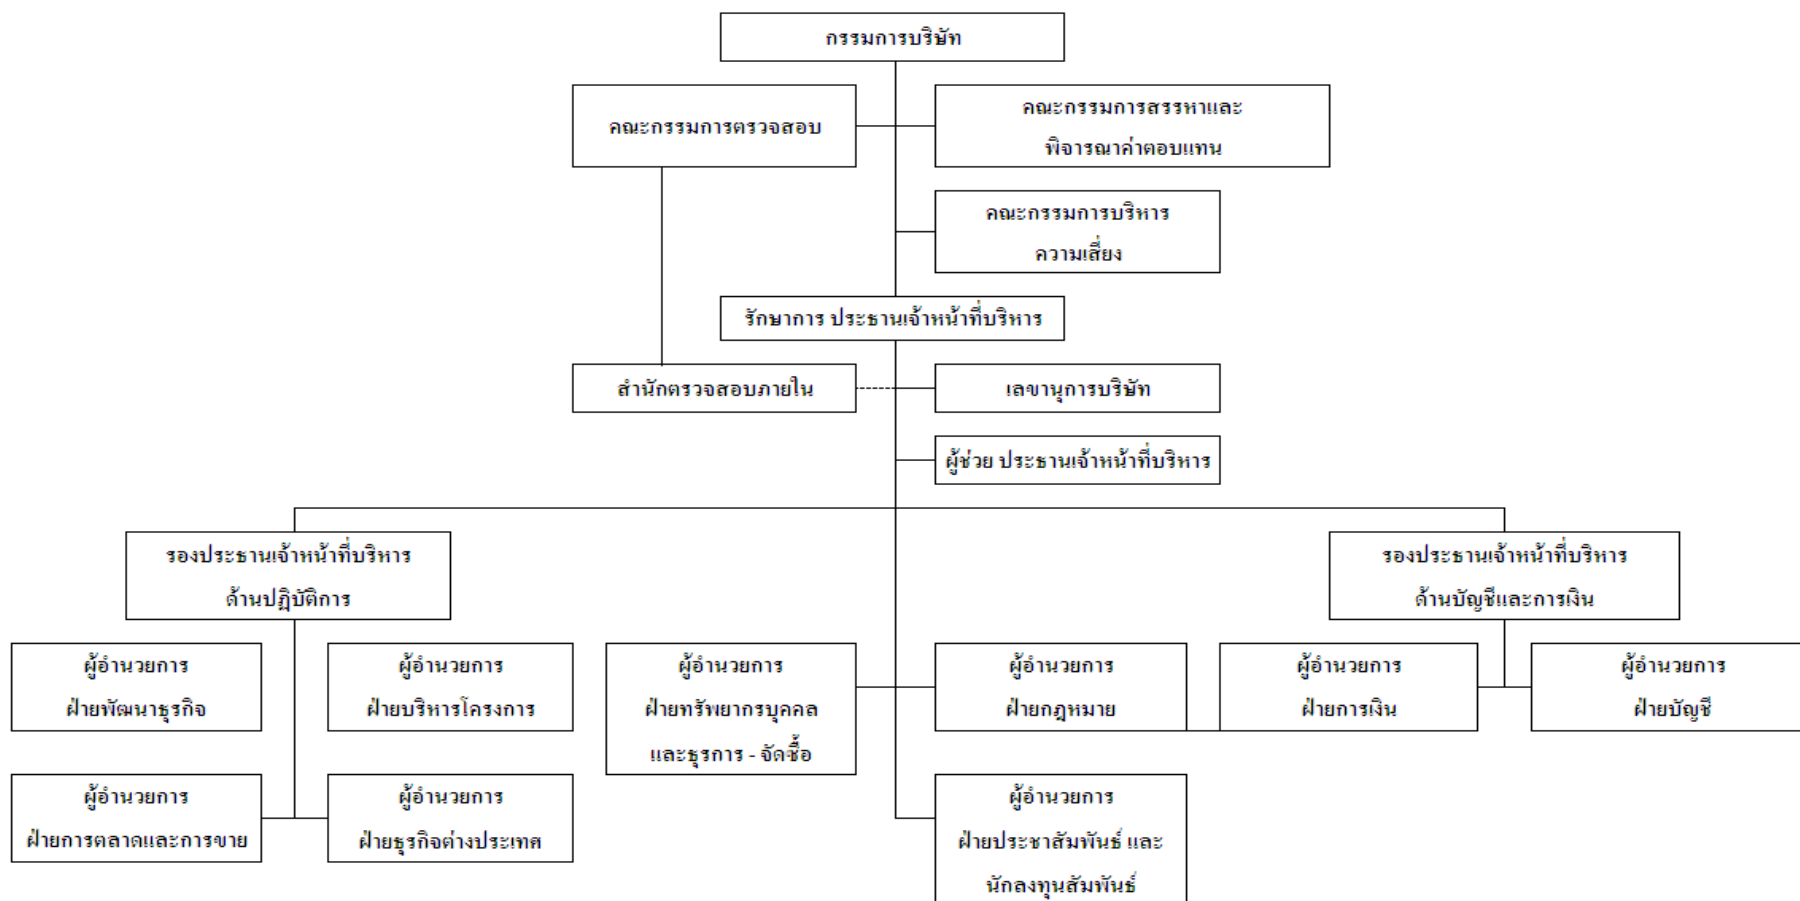 กรรมการบริษัท
คณะกรรมการตรวจสอบ
คณะกรรมการสรรหาและ
พิจารณาค่าตอบแทน
คณะกรรมการบริหาร
ความเสี่ยง
รักษาการ ประธานเจ้าหน้าที่บริหาร
สำนักตรวจสอบภายใน
เลขานุการบริษัท
ผู้ช่วย ประธานเจ้าหน้าที่บริหาร
รองประธานเจ้าหน้าที่บริหาร
ด้านปฏิบัติการ
รองประธานเจ้าหน้าที่บริหาร
ด้านบัญชีและการเงิน
ผู้อำนวยการ
ฝ่ายพัฒนาธุรกิจ
ผู้อำนวยการ
ฝ่ายบริหารโครงการ
ผู้อำนวยการ
ฝ่ายทรัพยากรบุคคล
และธุรการ - จัดซื้อ
ผู้อำนวยการ
ฝ่ายกฎหมาย
ผู้อำนวยการ
ฝ่ายการเงิน
ผู้อำนวยการ
ฝ่ายบัญชี
ผู้อำนวยการ
ฝ่ายการตลาดและการขาย
ผู้อำนวยการ
ฝ่ายธุรกิจต่างประเทศ
ผู้อำนวยการ
ฝ่ายประชาสัมพันธ์ และ
นักลงทุนสัมพันธ์